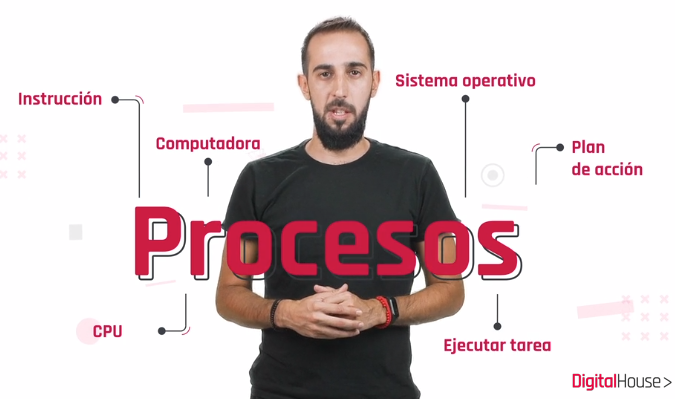 Sistema operativo
Instrucción
Computadora
Plan
de acción
Procesos
CPU
Ejecutar tarea
DigitalHouse>